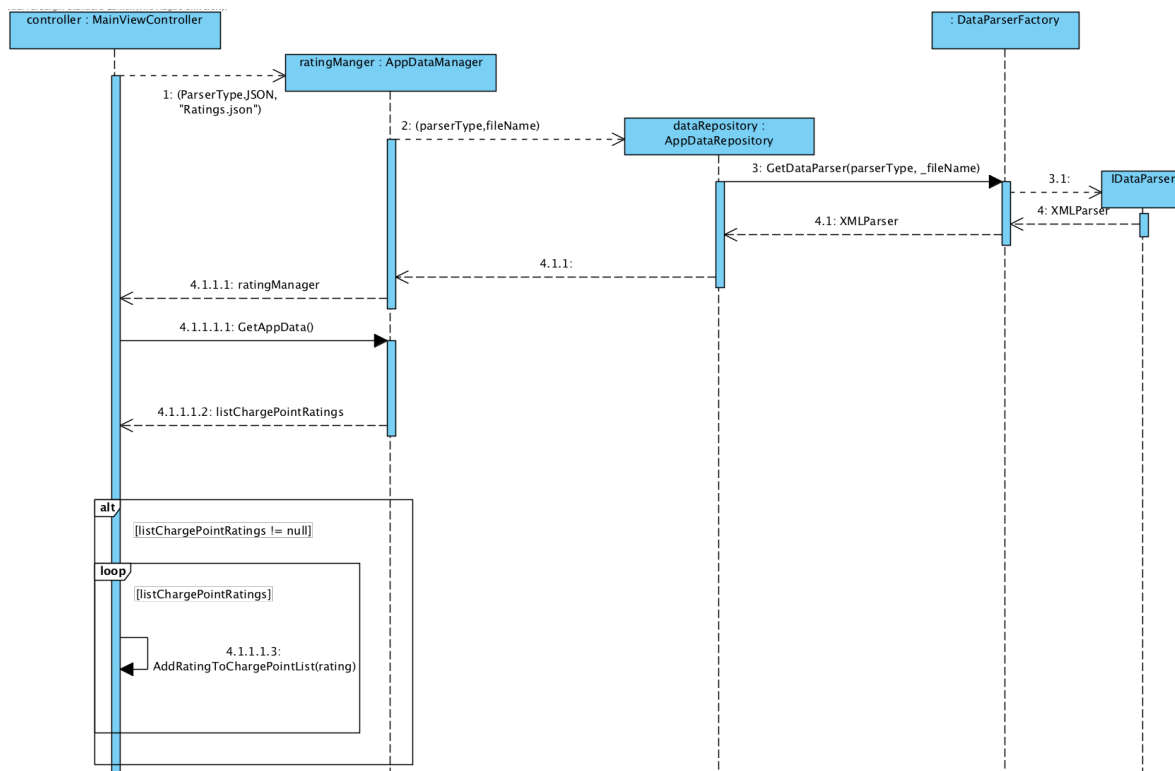 controller : MainViewController
: DataParserFactory
ratingManger : AppDataManager
1: (ParserType.JSON,
"Ratings.json")
2: (parserType,fileName)
dataRepository :
AppDataRepository
3: GetDataParser(parserType, _fileName)
3.1:
IDataParser
4: XMLParser
4.1: XMLParser
4.1.1:
4.1.1.1: ratingManager
4.1.1.1.1: GetAppData()
4.1.1.1.2: listChargePointRatings
alt
[listChargePointRatings != null]
loop
[listChargePointRatings]
4.1.1.1.3:
AddRatingToChargePointList(rating)